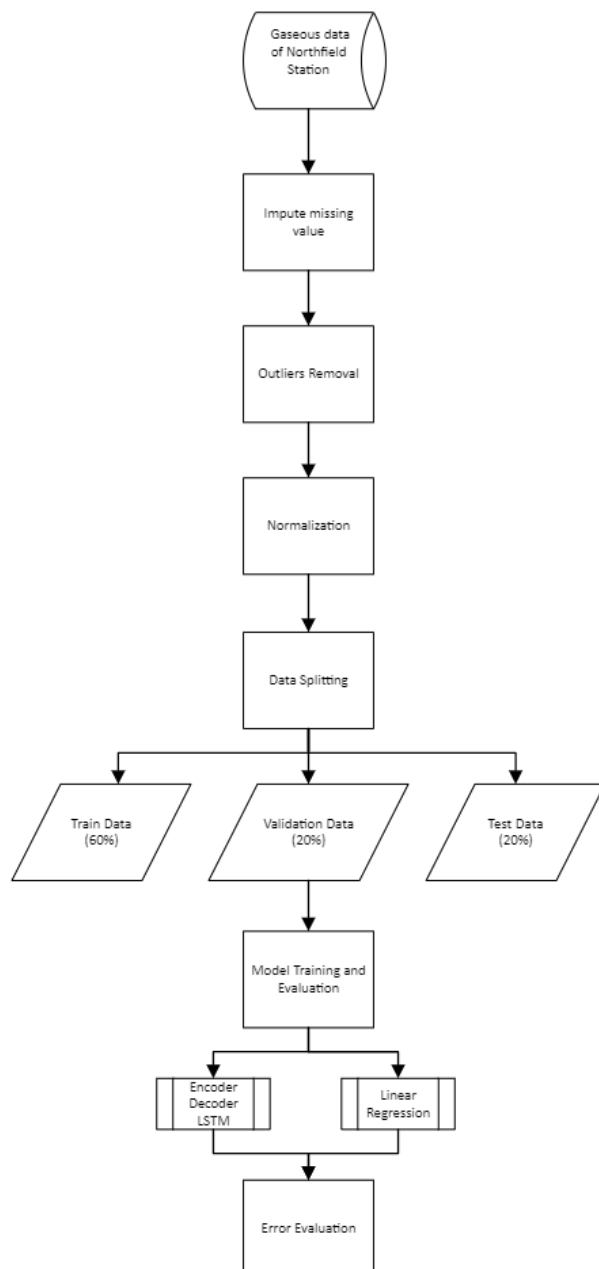 Gaseous data
of Northfield
Station
Impute missing
value
Outliers Removal
Normalization
Data Splitting
Train Data
(60%)
Validation Data
(20%)
Test Data
(20%)
Model Training and
Evaluation
Encoder
Decoder
LSTM
Linear
Regression
Error Evaluation